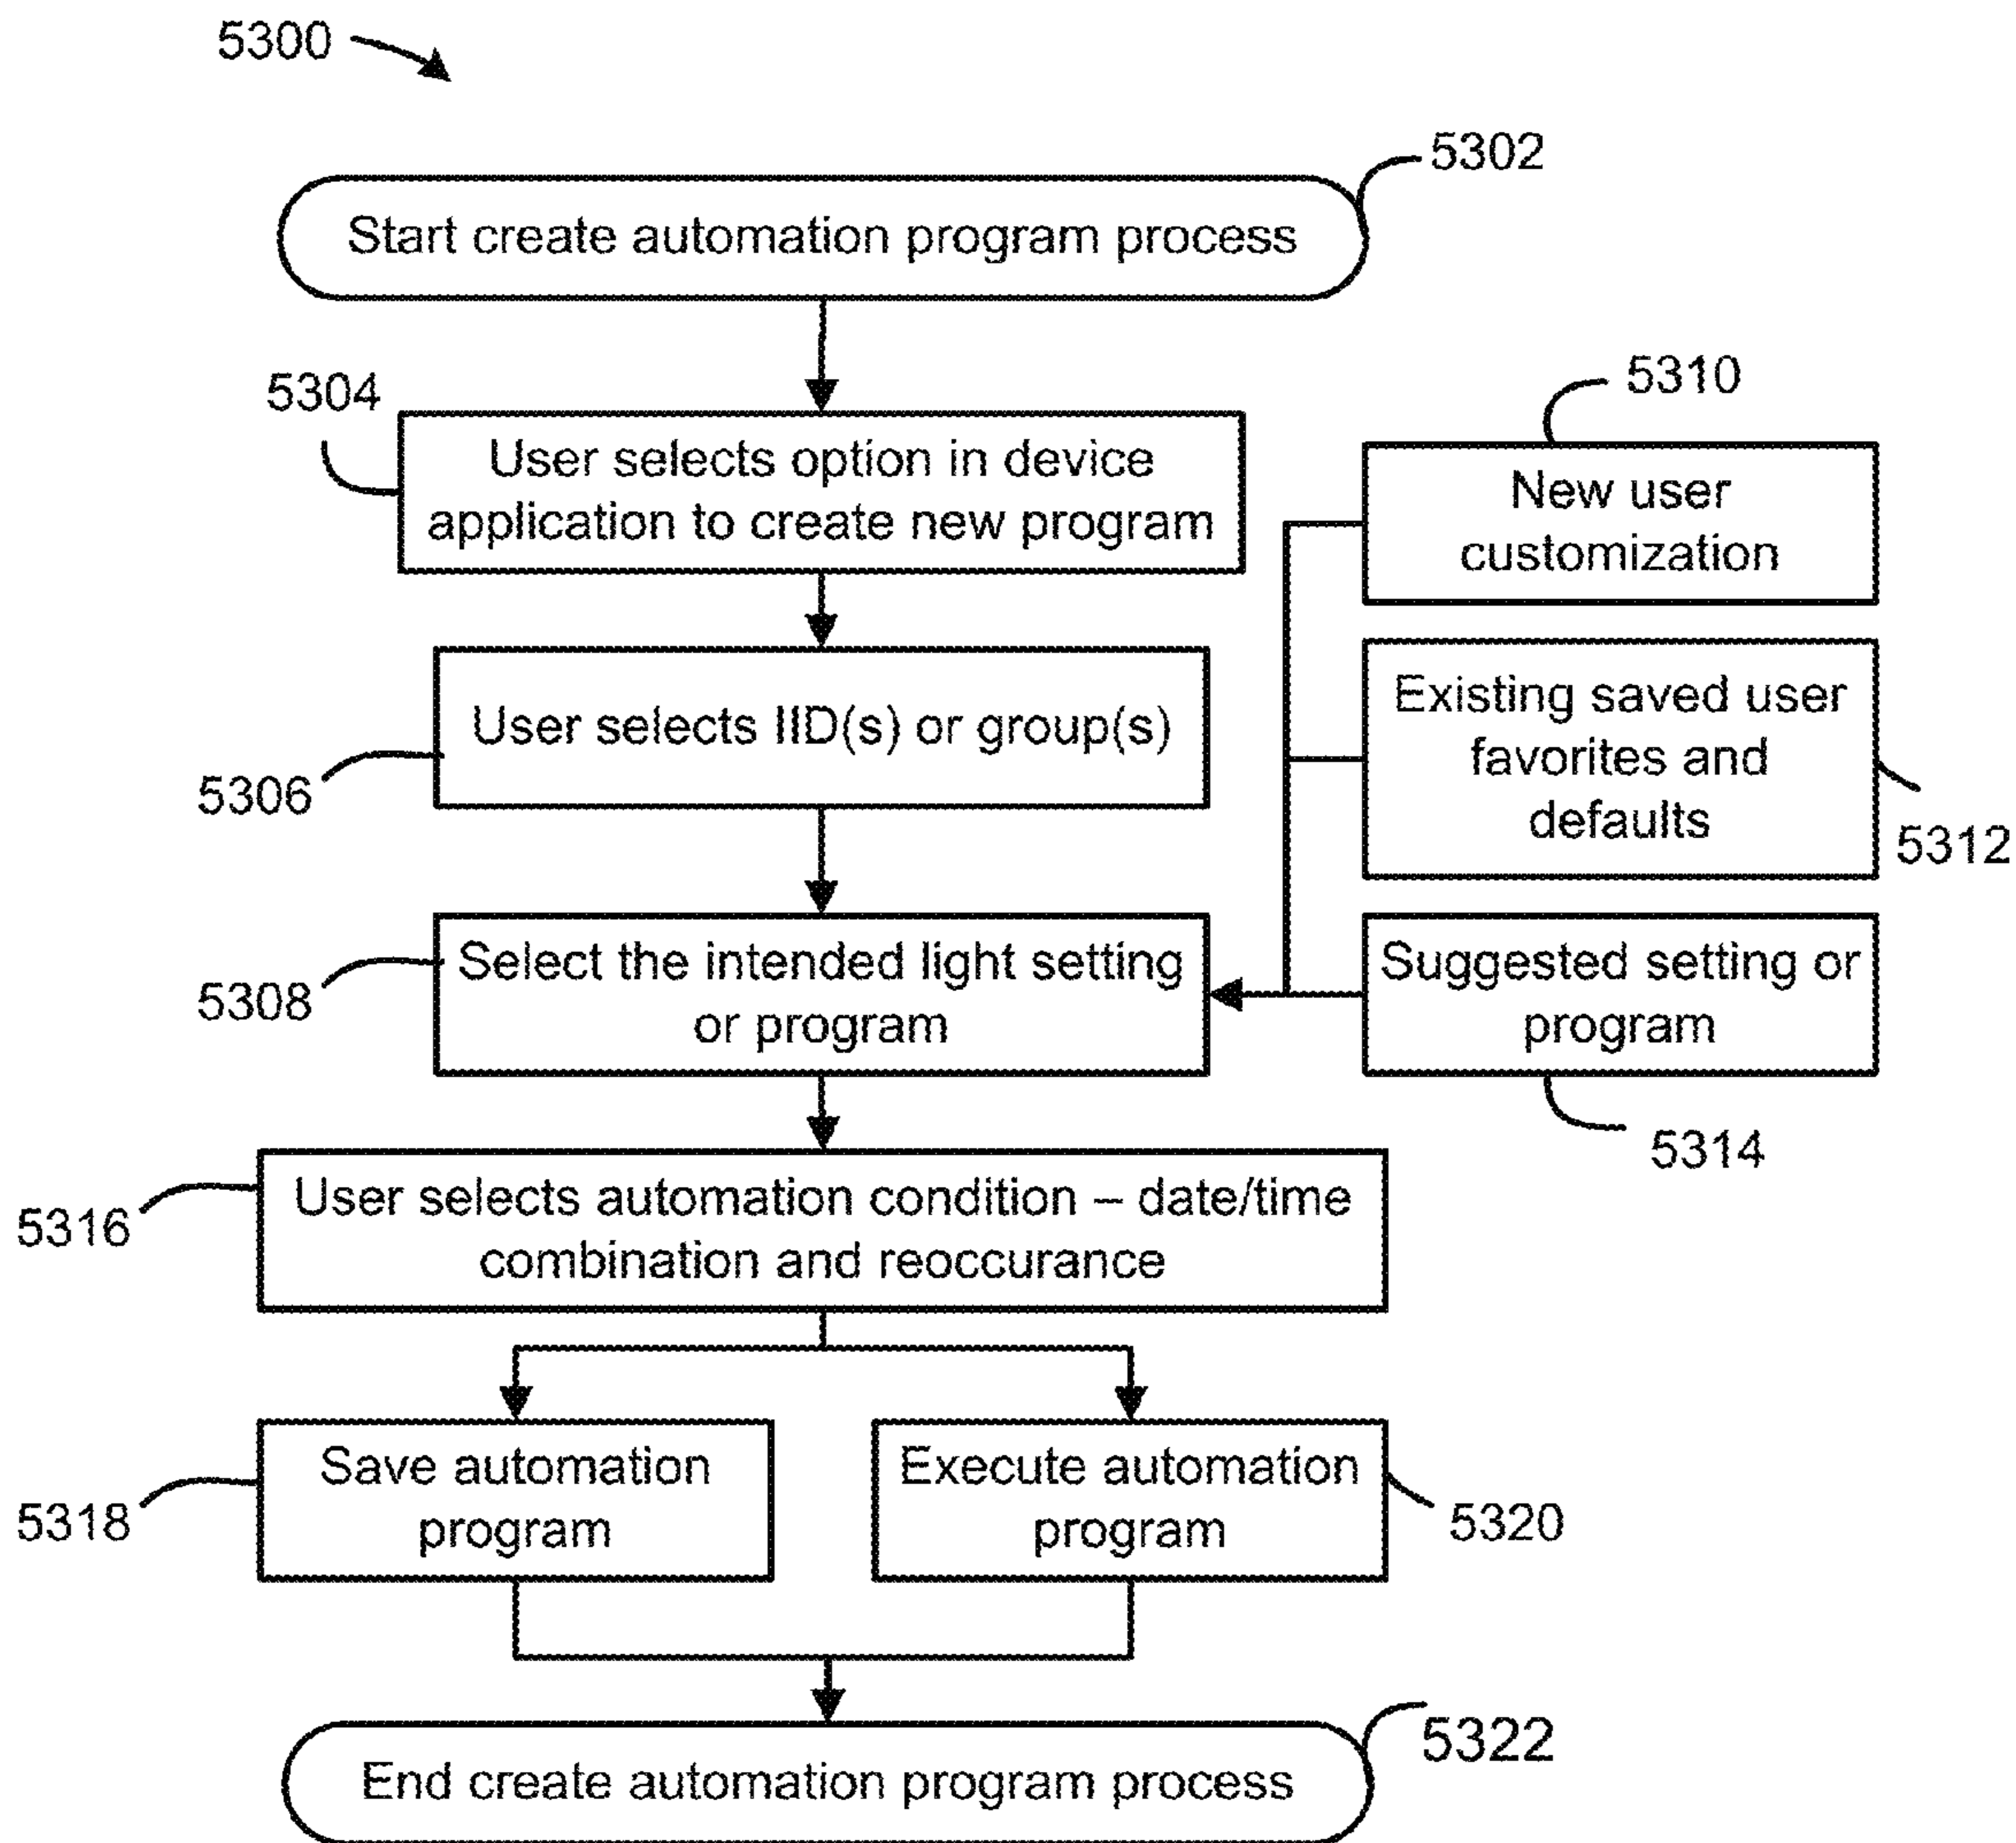 5300
5302
Start create automation program process
5304
User selects option in device
application to create new program
5310
New user
customization
5306
User selects IID(s) or group(s)
Existing saved user
favorites and
defaults
5312
5308
Select the intended light setting
or program
Suggested setting or
program
5314
5316
User selects automation condition – date/time
combination and reoccurance
5318
Save automation
program
Execute automation
program
5320
5322
End create automation program process